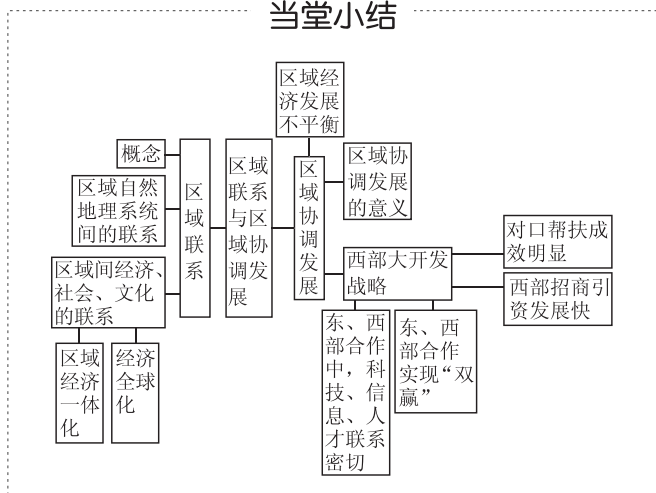 当堂小结
区域经
济发展
不平衡
概念
区域自然
地理系统
间的联系
区域间经济、
社会、文化
的联系
区域
经济
一体
化
经济
全球
化
区
域
联
系
区域
联系
与区
域协
调发
展
区
域
协
调
发
展
区域协
调发展
的意义
西部大开发
战略
对口帮扶成
效明显
西部招商引
资发展快
东、西
部合作
中，科
技、信
息、人
才联系
密切
东、西
部合作
实现“双
赢”